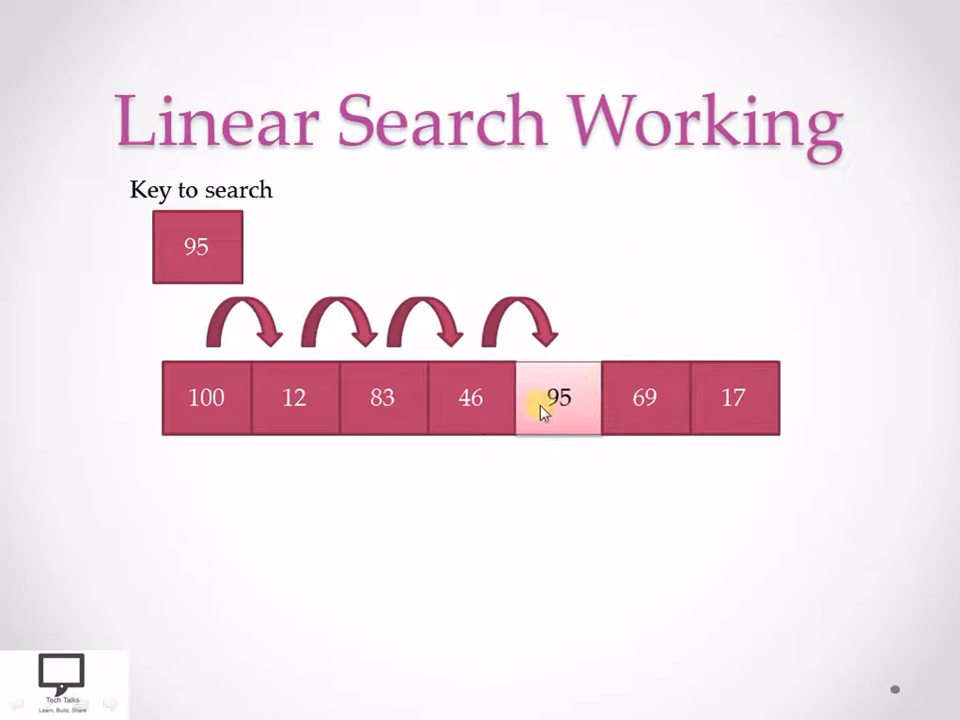 Linear Search Working
Key to search
95
100 12 83 46 95 69 17
Tech Talks
Learn, Build, Share